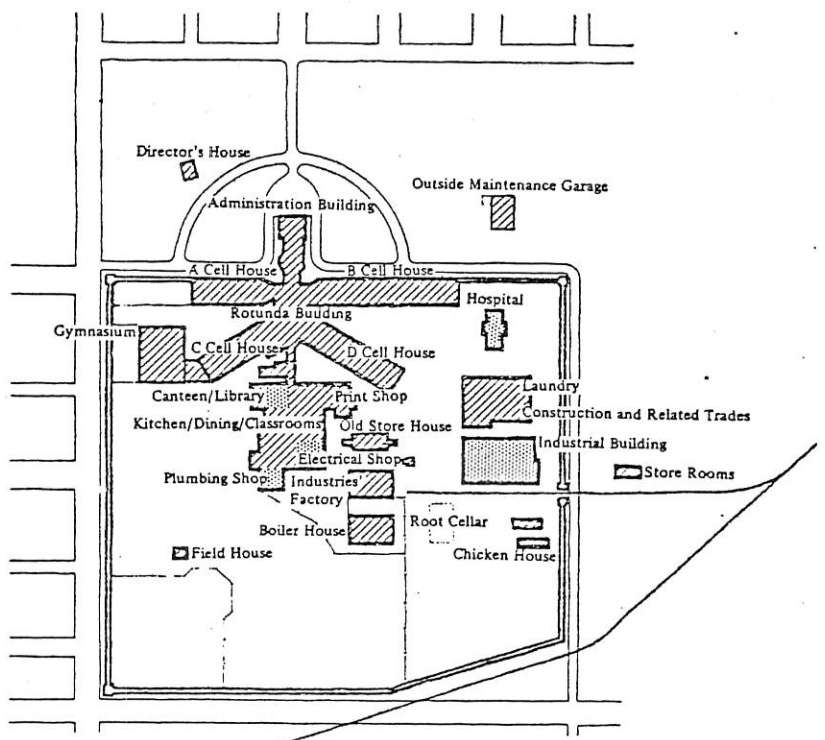 Director's House
Outside Maintenance Garage
Administration Building
A Cell House
B Cell House
Hospital
Rotunda Building
Gymnasium
C Cell House
D Cell House
Laundry
Canteen/Library
Print Shop
Construction and Related Trades
Kitchen/Dining/Classrooms
Old Store House
Industrial Building
Electrical Shop
Store Rooms
Plumbing Shop
Industries'
Factory
Root Cellar
Boiler House
Chicken House
Field House